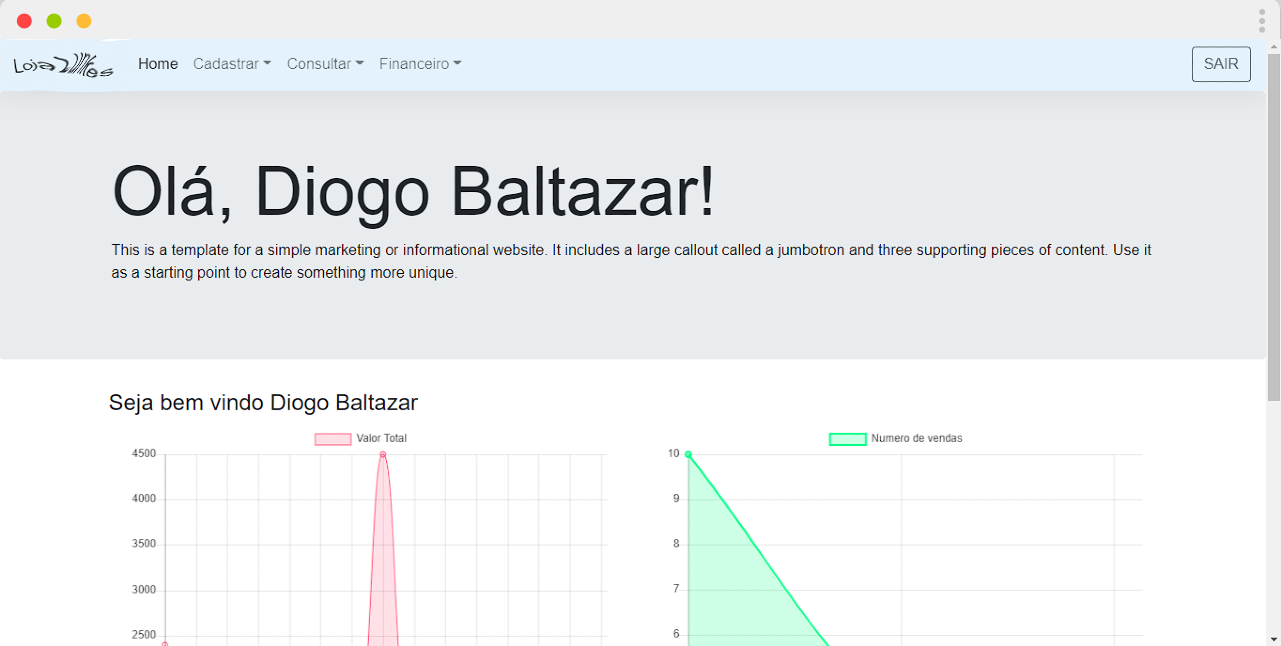 Home Cadastrar Consultar Financeiro SAIR
Olá, Diogo Baltazar!
This is a template for a simple marketing or informational website. It includes a large callout called a jumbotron and three supporting pieces of content. Use it
as a starting point to create something more unique.
Seja bem vindo Diogo Baltazar
Valor Total
4500
4000
3500
3000
2500
Numero de vendas
10
9
8
7
6